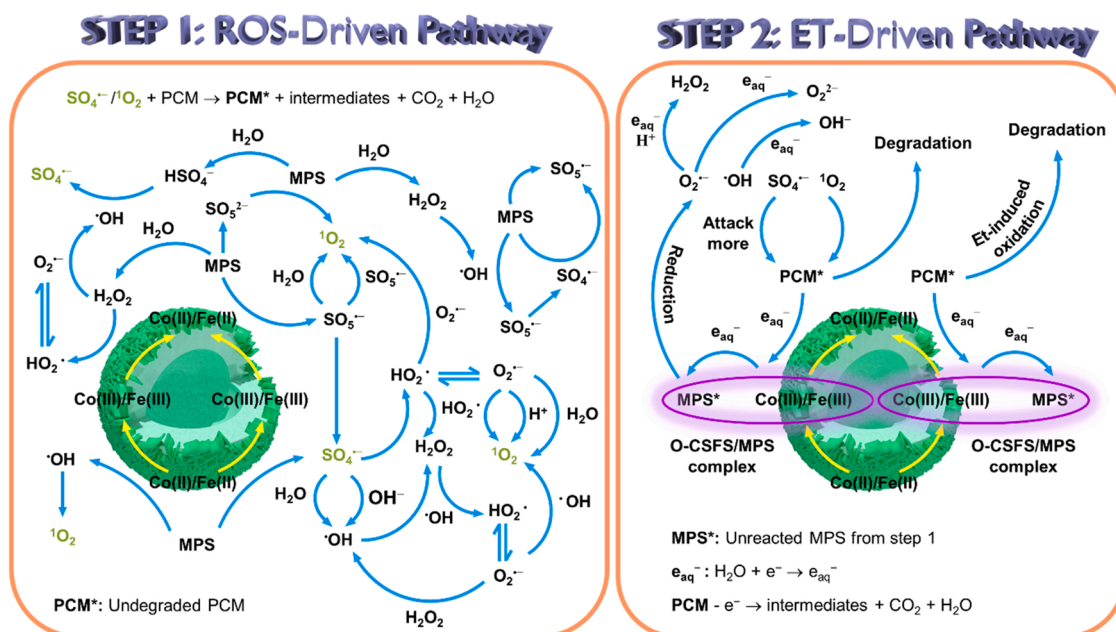 STEP 1: ROS-Driven Pathway
SO₄•⁻/¹O₂ + PCM → PCM* + intermediates + CO₂ + H₂O
H₂O
H₂O
SO₄•⁻
HSO₄⁻
MPS
SO₅•⁻
H₂O₂
SO₅²⁻
•OH
MPS
H₂O
¹O₂
O₂•⁻
MPS
H₂O
SO₅•⁻
•OH
SO₄•⁻
H₂O₂
O₂•⁻
SO₅•⁻
SO₅•⁻
Co(II)/Fe(II)
HO₂•
HO₂•
O₂•⁻
Co(III)/Fe(III)
Co(III)/Fe(III)
HO₂•
H⁺
H₂O
H₂O₂
•OH
SO₄•⁻
¹O₂
Co(II)/Fe(II)
H₂O
OH⁻
•OH
HO₂•
•OH
¹O₂
MPS
•OH
O₂•⁻
PCM*: Undegraded PCM
H₂O₂
STEP 2: ET-Driven Pathway
H₂O₂
eaq⁻
O₂²⁻
eaq⁻
H⁺
OH⁻
eaq⁻
Degradation
Degradation
O₂•⁻
•OH
SO₄•⁻
¹O₂
Attack
more
Et-induced
oxidation
Reduction
PCM*
PCM*
eaq⁻
eaq⁻
Co(II)/Fe(II)
eaq⁻
eaq⁻
MPS*
Co(III)/Fe(III)
Co(III)/Fe(III)
MPS*
O-CSFS/MPS
complex
O-CSFS/MPS
complex
Co(II)/Fe(II)
MPS*: Unreacted MPS from step 1
eaq⁻ : H₂O + e⁻ → eaq⁻
PCM - e⁻ → intermediates + CO₂ + H₂O